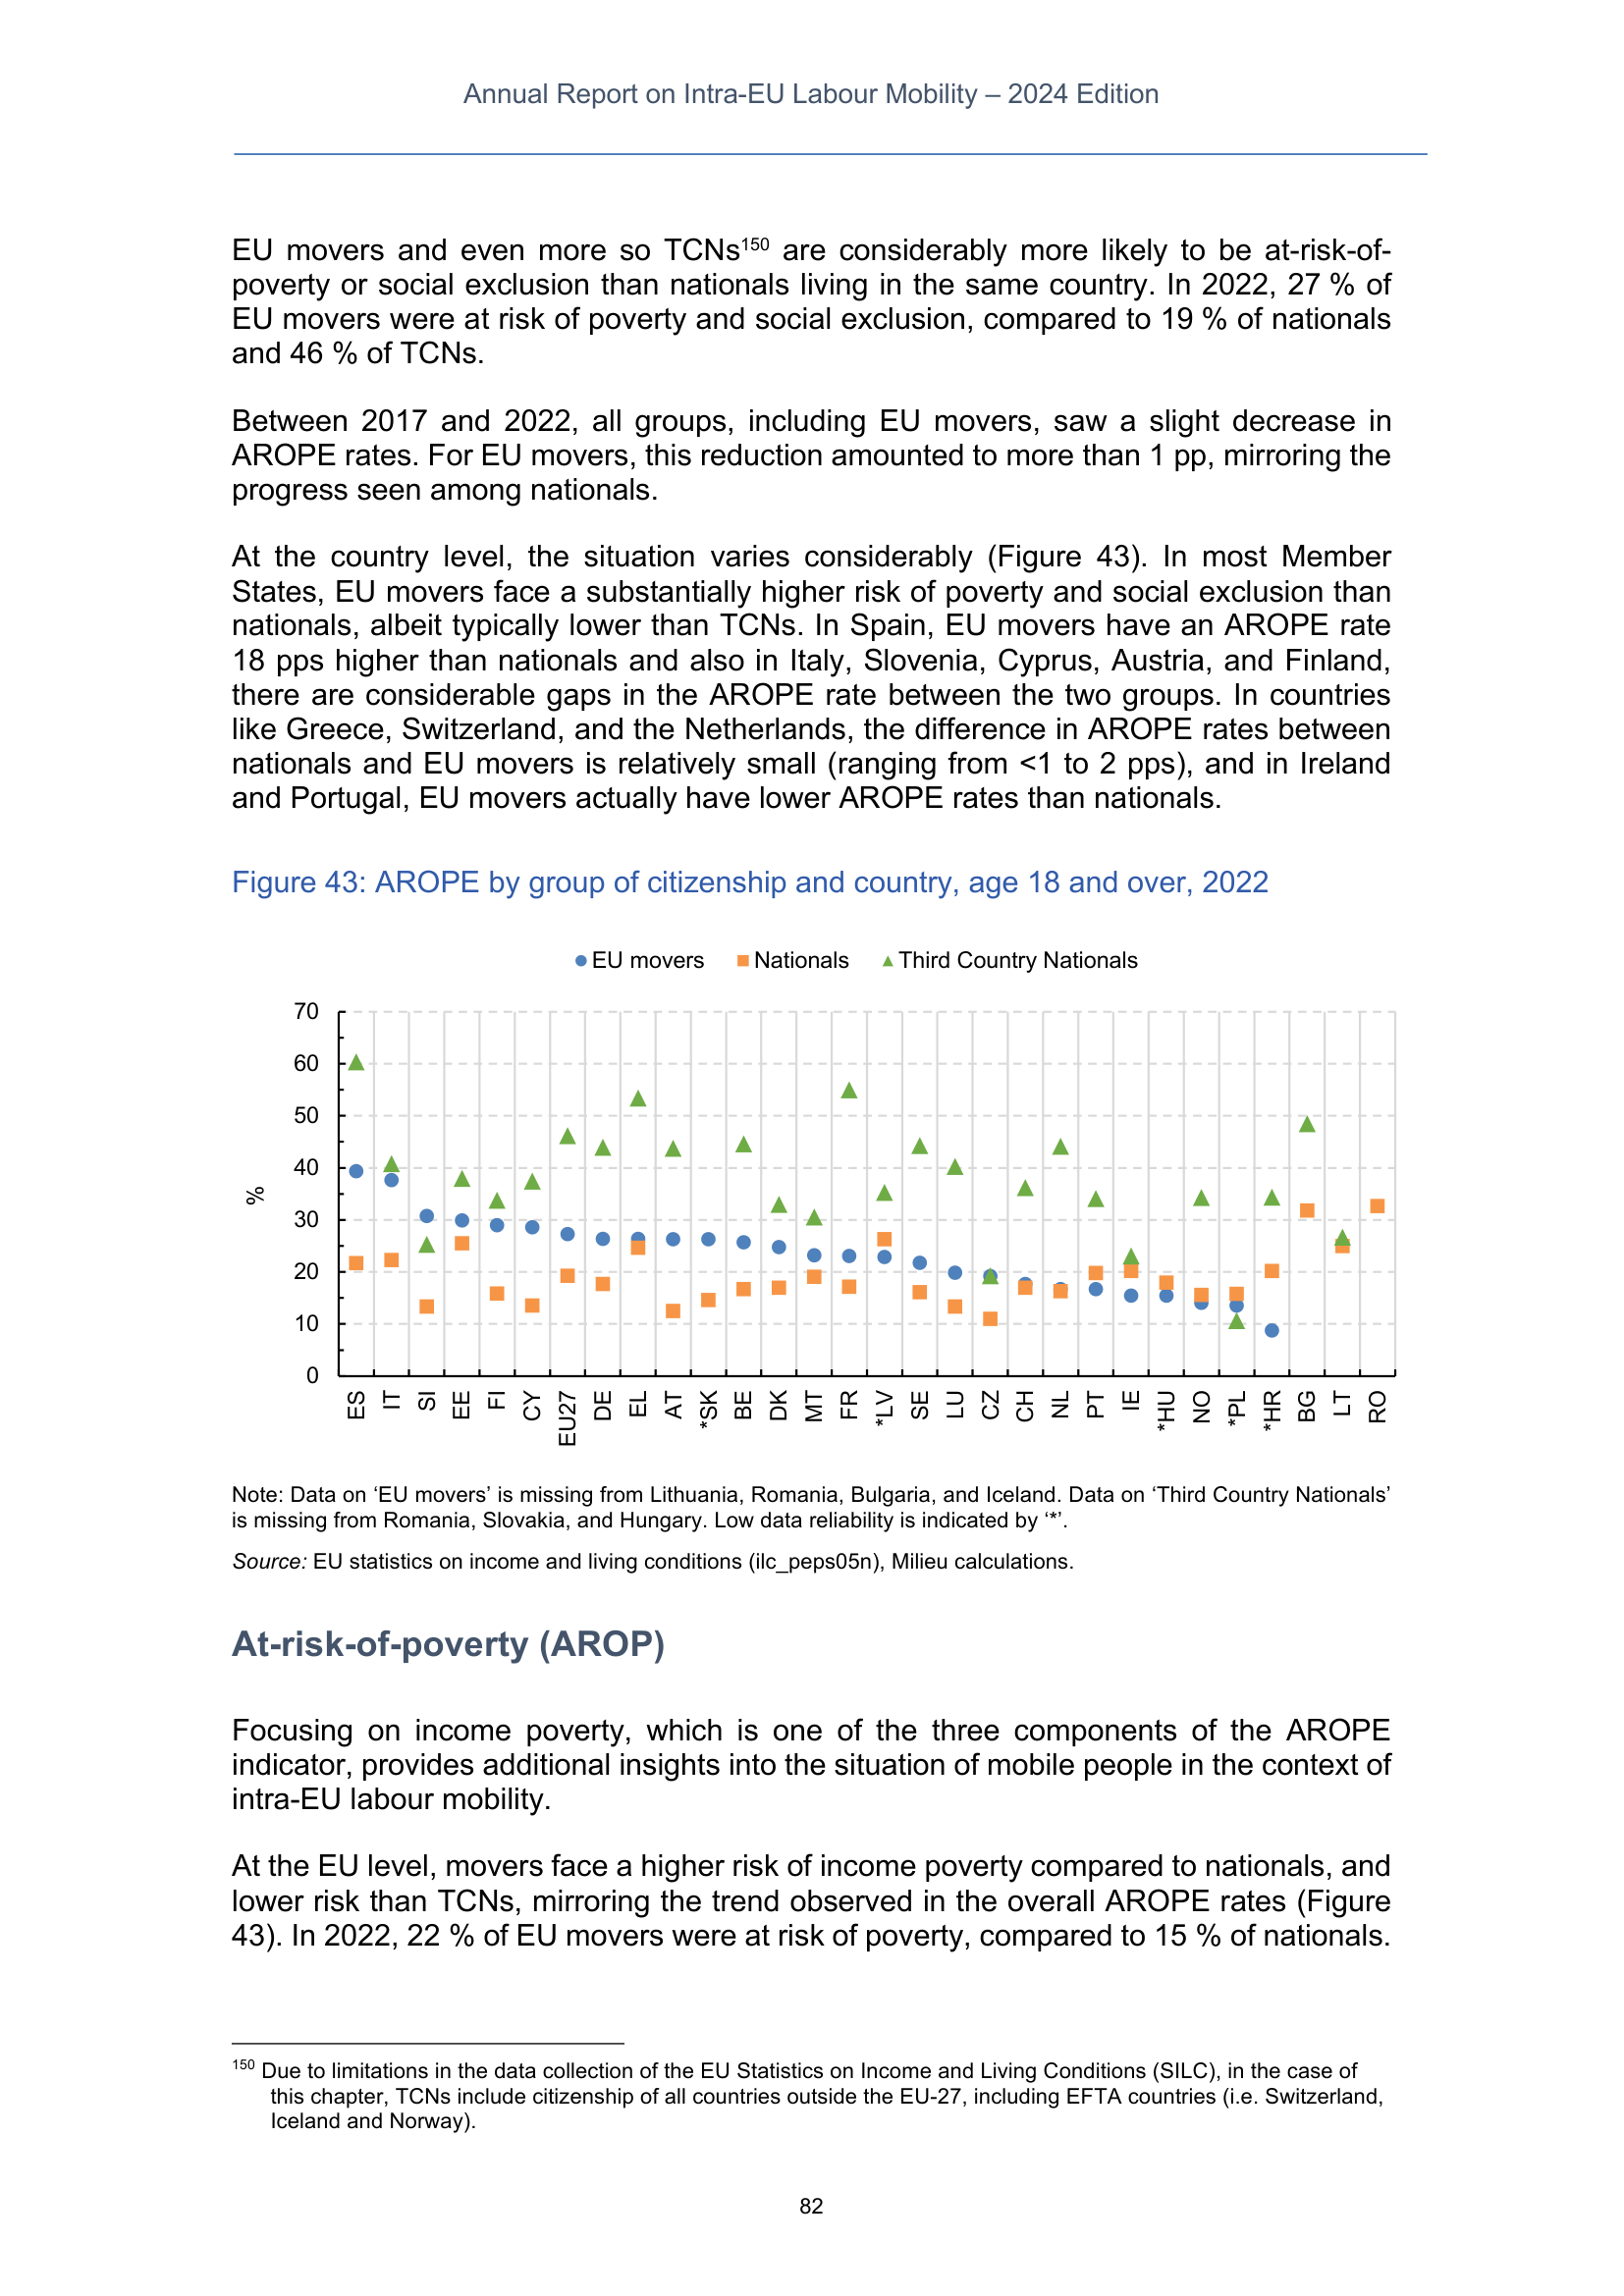 Annual Report on Intra-EU Labour Mobility – 2024 Edition
EU movers and even more so TCNs150 are considerably more likely to be at-risk-of-
poverty or social exclusion than nationals living in the same country. In 2022, 27 % of
EU movers were at risk of poverty and social exclusion, compared to 19 % of nationals
and 46 % of TCNs.
Between 2017 and 2022, all groups, including EU movers, saw a slight decrease in
AROPE rates. For EU movers, this reduction amounted to more than 1 pp, mirroring the
progress seen among nationals.
At the country level, the situation varies considerably (Figure 43). In most Member
States, EU movers face a substantially higher risk of poverty and social exclusion than
nationals, albeit typically lower than TCNs. In Spain, EU movers have an AROPE rate
18 pps higher than nationals and also in Italy, Slovenia, Cyprus, Austria, and Finland,
there are considerable gaps in the AROPE rate between the two groups. In countries
like Greece, Switzerland, and the Netherlands, the difference in AROPE rates between
nationals and EU movers is relatively small (ranging from <1 to 2 pps), and in Ireland
and Portugal, EU movers actually have lower AROPE rates than nationals.
Figure 43: AROPE by group of citizenship and country, age 18 and over, 2022
EU movers Nationals Third Country Nationals
70
60
50
40
30
20
10
0
%
ES IT SI EE FI CY EU27 DE EL AT *SK BE DK MT FR *LV SE LU CZ CH NL PT IE *HU NO *PL *HR BG LT RO
Note: Data on ‘EU movers’ is missing from Lithuania, Romania, Bulgaria, and Iceland. Data on ‘Third Country Nationals’
is missing from Romania, Slovakia, and Hungary. Low data reliability is indicated by ‘*’.
Source: EU statistics on income and living conditions (ilc_peps05n), Milieu calculations.
At-risk-of-poverty (AROP)
Focusing on income poverty, which is one of the three components of the AROPE
indicator, provides additional insights into the situation of mobile people in the context of
intra-EU labour mobility.
At the EU level, movers face a higher risk of income poverty compared to nationals, and
lower risk than TCNs, mirroring the trend observed in the overall AROPE rates (Figure
43). In 2022, 22 % of EU movers were at risk of poverty, compared to 15 % of nationals.
150 Due to limitations in the data collection of the EU Statistics on Income and Living Conditions (SILC), in the case of
this chapter, TCNs include citizenship of all countries outside the EU-27, including EFTA countries (i.e. Switzerland,
Iceland and Norway).
82